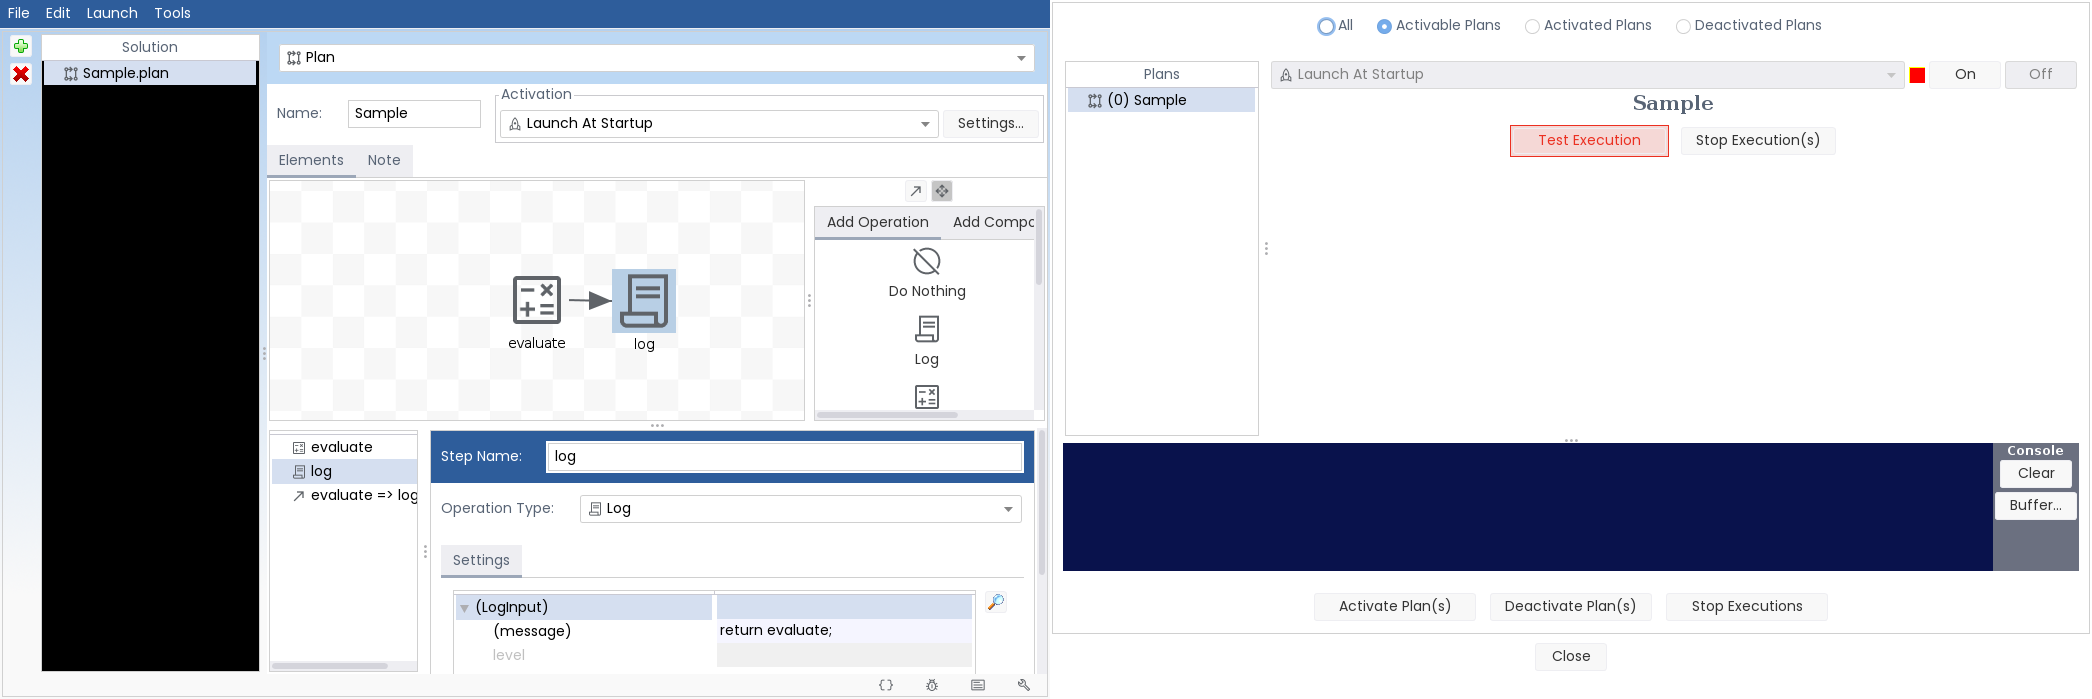 File Edit Launch Tools
Solution
Sample.plan
Plan
Name: Sample
Activation
Launch At Startup Settings...
Elements Note
Add Operation Add Compo
Do Nothing
Log
evaluate log
evaluate
log
evaluate => log
Step Name: log
Operation Type: Log
Settings
(LogInput)
(message) return evaluate;
level
All Activable Plans Activated Plans Deactivated Plans
Plans
(0) Sample
Launch At Startup On Off
Sample
Test Execution Stop Execution(s)
Console
Clear
Buffer...
Activate Plan(s) Deactivate Plan(s) Stop Executions
Close